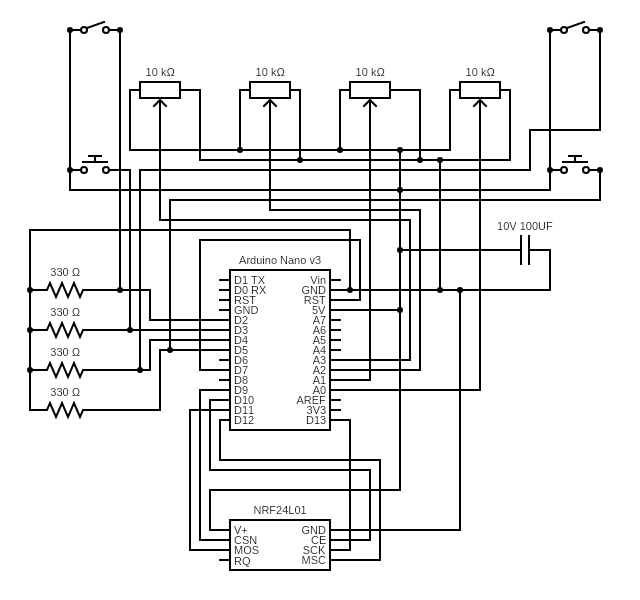 10 kΩ 10 kΩ 10 kΩ 10 kΩ
10V 100UF
Arduino Nano v3
330 Ω
330 Ω
330 Ω
330 Ω
D1 TX Vin
D0 RX GND
RST RST
GND 5V
D2 A7
D3 A6
D4 A5
D5 A4
D6 A3
D7 A2
D8 A1
D9 A0
D10 AREF
D11 3V3
D12 D13
NRF24L01
V+ GND
CSN CE
MOS SCK
RQ MSC